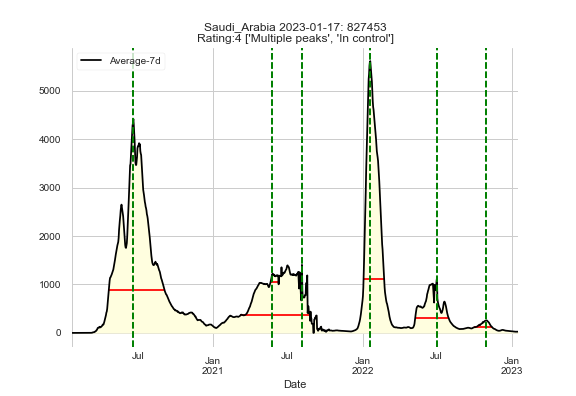 Saudi_Arabia 2023-01-17: 827453
Rating:4 ['Multiple peaks', 'In control']
Average-7d
5000
4000
3000
2000
1000
0
Jul Jan Jul Jan Jul Jan
2021 2022 2023
Date